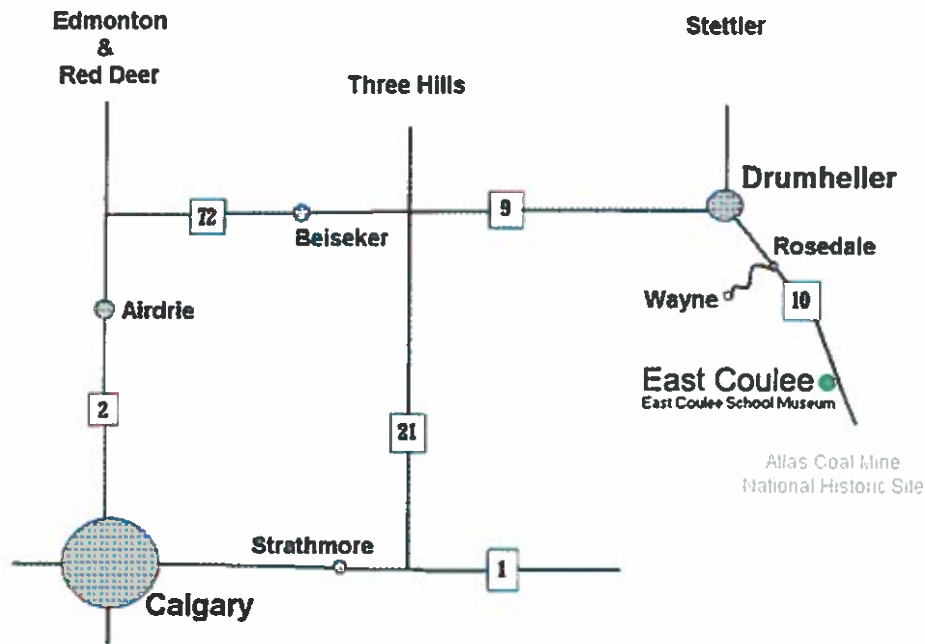 Edmonton
&
Red Deer
Stettler
Three Hills
Drumheller
72
9
Beiseker
Rosedale
Airdrie
Wayne
10
East Coulee
East Coulee School Museum
2
21
Atlas Coal Mine
National Historic Site
Strathmore
1
Calgary